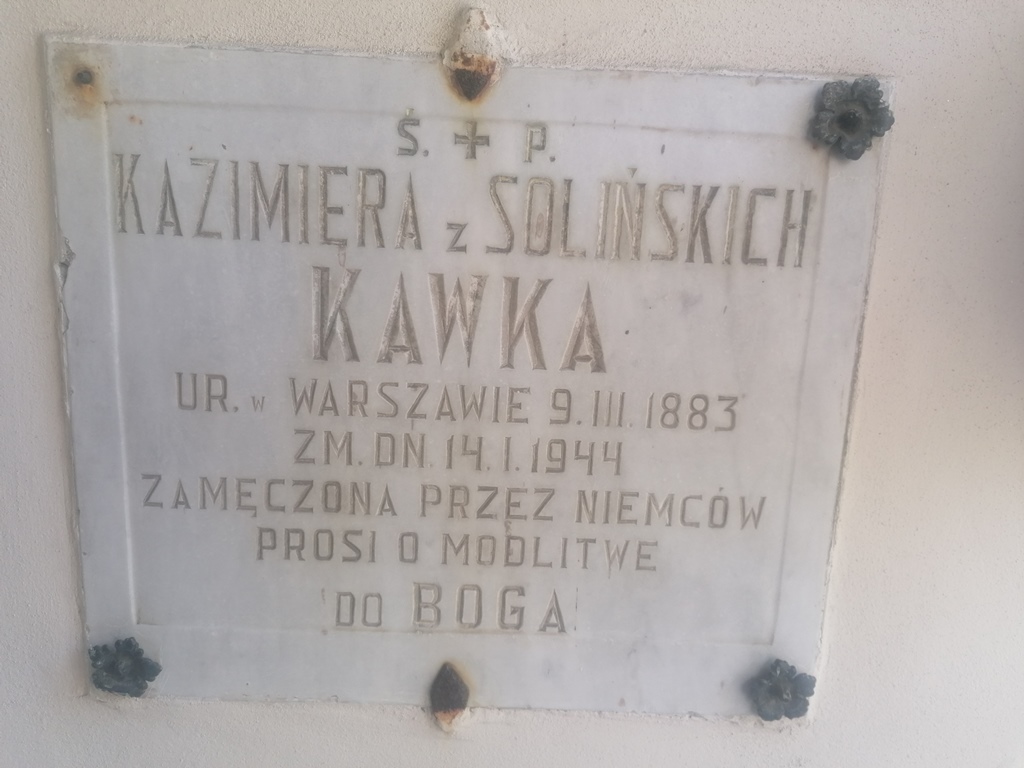 Ś. + P.
KAZIMIERA z SOLIŃSKICH
KAWKA
UR. w WARSZAWIE 9.III.1883
ZM. DN. 14.I.1944
ZAMĘCZONA PRZEZ NIEMCÓW
PROSI O MODLITWE
DO BOGA